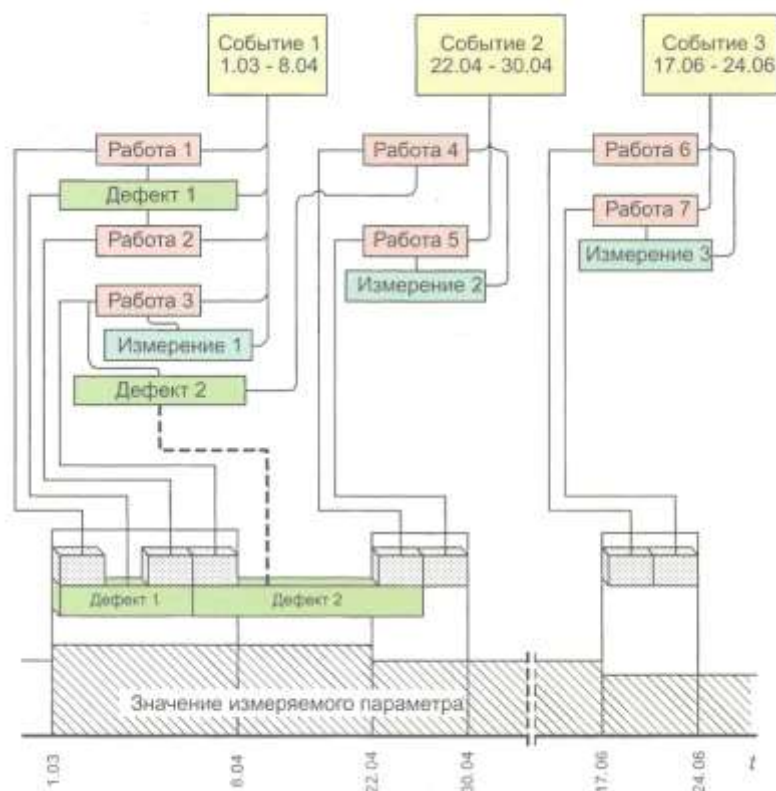 Событие 1
1.03 - 8.04
Событие 2
22.04 - 30.04
Событие 3
17.06 - 24.06
Работа 1
Работа 4
Работа 6
Дефект 1
Работа 7
Работа 2
Работа 5
Измерение 3
Измерение 2
Работа 3
Измерение 1
Дефект 2
Дефект 1
Дефект 2
Значение измеряемого параметра
1.03
8.04
22.04
30.04
17.06
24.06
t